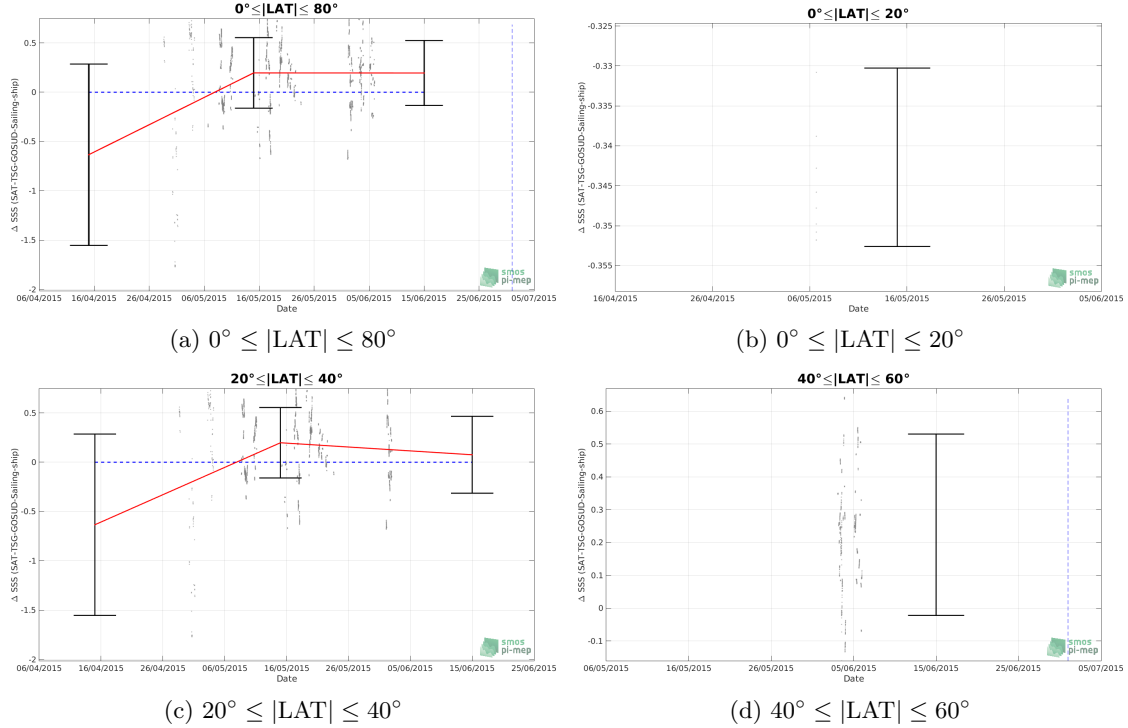 0°≤|LAT|≤ 80°
Δ SSS (SAT-TSG-GOSUD-Sailing-ship)
0.5
0
-0.5
-1
-1.5
-2
06/04/2015 16/04/2015 26/04/2015 06/05/2015 16/05/2015 26/05/2015 05/06/2015 15/06/2015 25/06/2015 05/07/2015
Date
smos
pi-mep
(a) 0° ≤ |LAT| ≤ 80°
0°≤|LAT|≤ 20°
Δ SSS (SAT-TSG-GOSUD-Sailing-ship)
-0.325
-0.33
-0.335
-0.34
-0.345
-0.35
-0.355
16/04/2015 26/04/2015 06/05/2015 16/05/2015 26/05/2015 05/06/2015
Date
smos
pi-mep
(b) 0° ≤ |LAT| ≤ 20°
20°≤|LAT|≤ 40°
Δ SSS (SAT-TSG-GOSUD-Sailing-ship)
0.5
0
-0.5
-1
-1.5
-2
06/04/2015 16/04/2015 26/04/2015 06/05/2015 16/05/2015 26/05/2015 05/06/2015 15/06/2015 25/06/2015
Date
smos
pi-mep
(c) 20° ≤ |LAT| ≤ 40°
40°≤|LAT|≤ 60°
Δ SSS (SAT-TSG-GOSUD-Sailing-ship)
0.6
0.5
0.4
0.3
0.2
0.1
0
-0.1
06/05/2015 16/05/2015 26/05/2015 05/06/2015 15/06/2015 25/06/2015 05/07/2015
Date
smos
pi-mep
(d) 40° ≤ |LAT| ≤ 60°